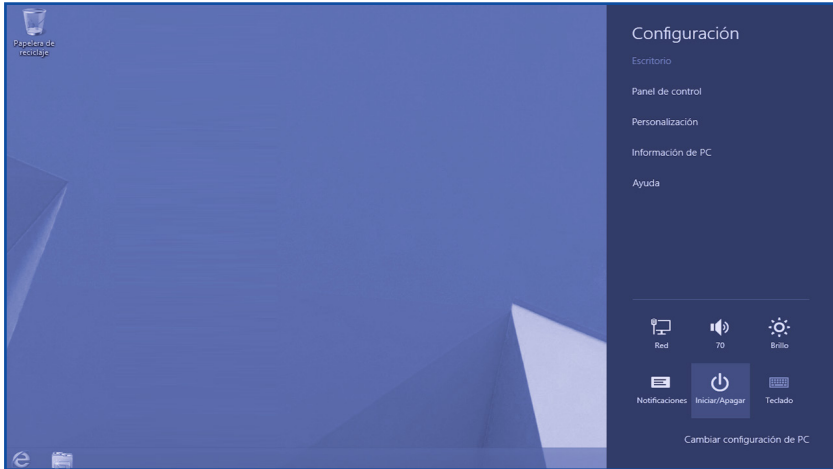 Papelera de
reciclaje
Configuración
Escritorio
Panel de control
Personalización
Información de PC
Ayuda
Red
70
Brillo
Notificaciones
Iniciar/Apagar
Teclado
Cambiar configuración de PC